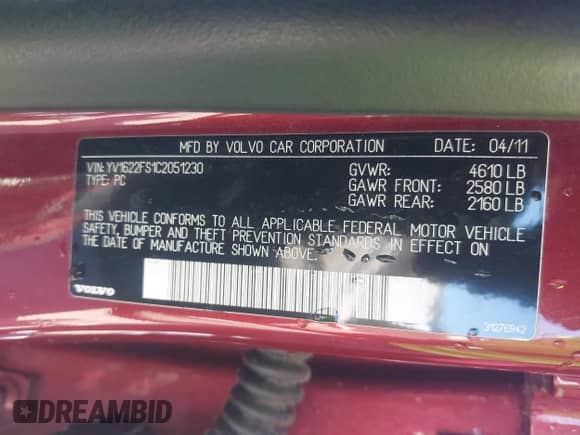 MFD BY VOLVO CAR CORPORATION DATE: 04/11
VIN: YV1622FS1C2051230 GVWR: 4610 LB
TYPE: PC GAWR FRONT: 2580 LB
GAWR REAR: 2160 LB
THIS VEHICLE CONFORMS TO ALL APPLICABLE FEDERAL MOTOR VEHICLE
SAFETY, BUMPER AND THEFT PREVENTION STANDARDS IN EFFECT ON
THE DATE OF MANUFACTURE SHOWN ABOVE.
VOLVO 31276942
DREAMBID